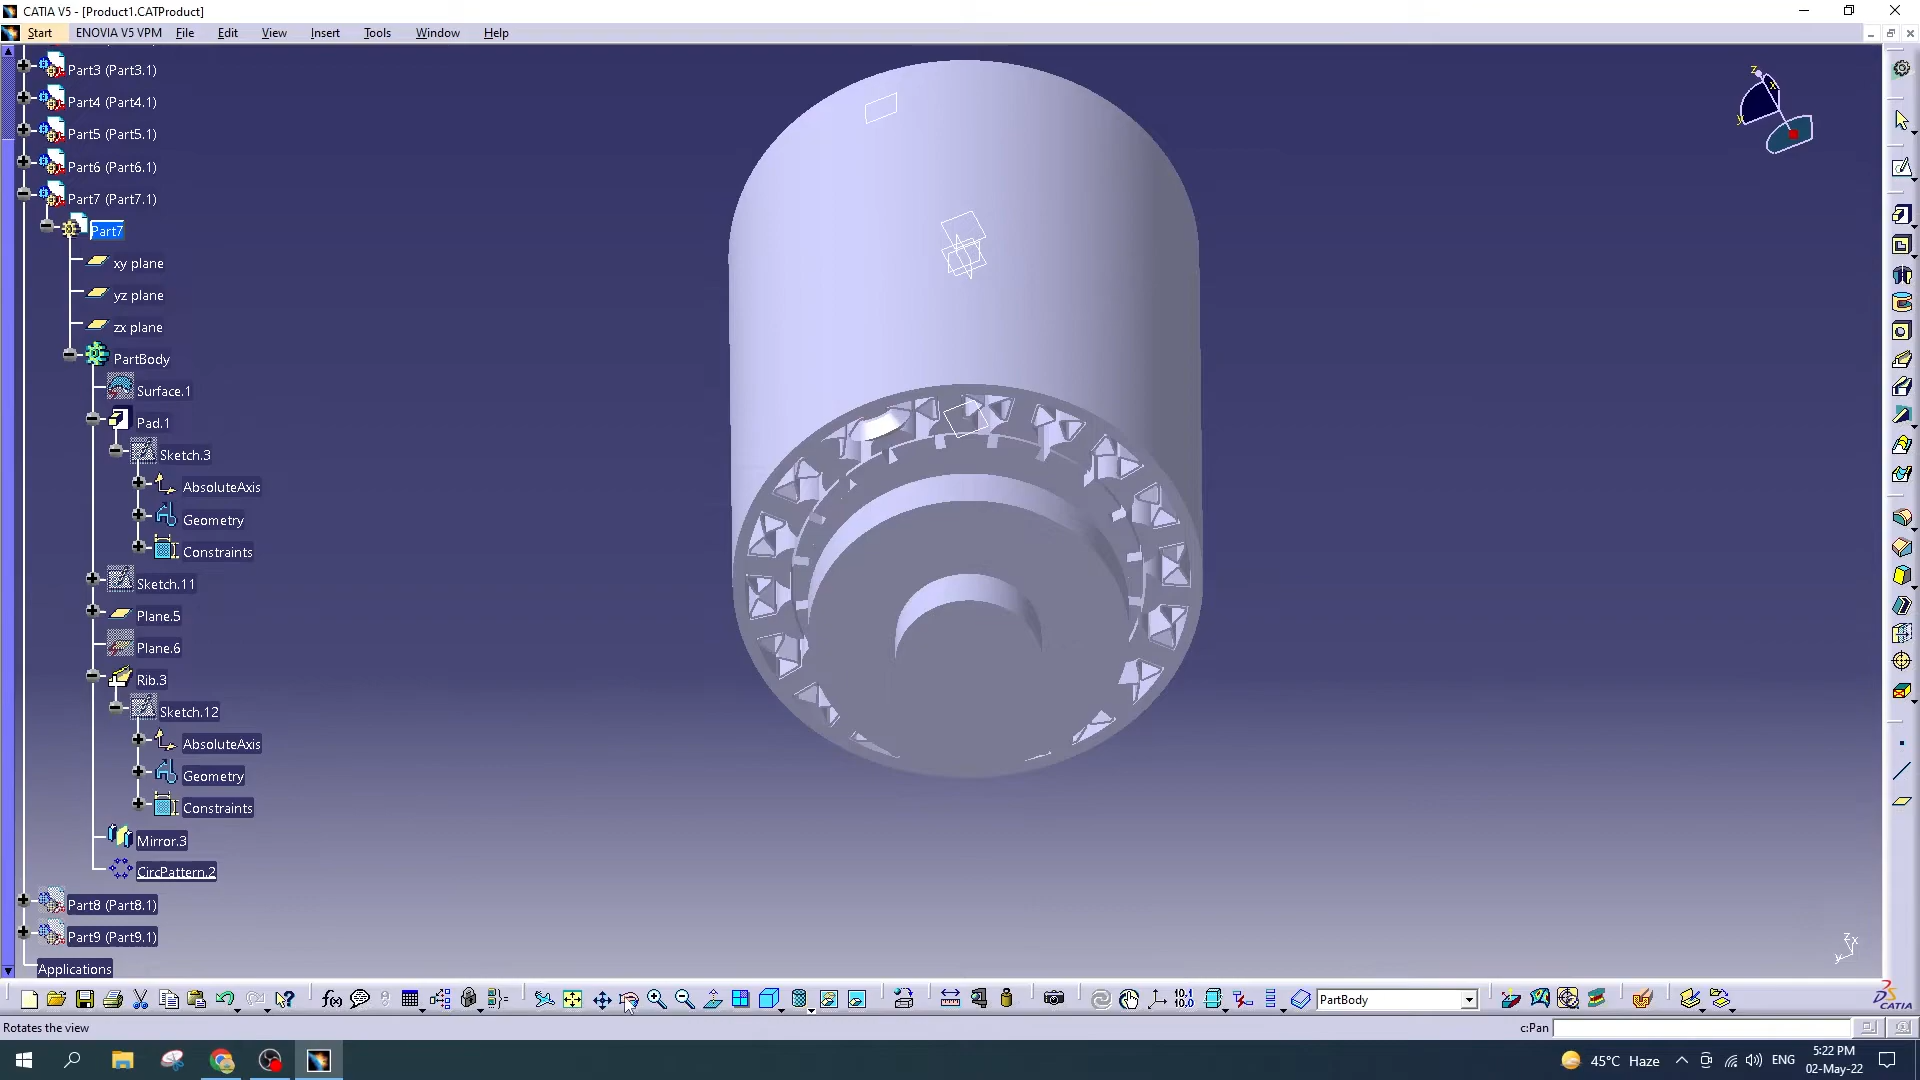 CATIA V5 - [Product1.CATProduct]
Start ENOVIA V5 VPM File Edit View Insert Tools Window Help
Part3 (Part3.1)
Part4 (Part4.1)
Part5 (Part5.1)
Part6 (Part6.1)
Part7 (Part7.1)
Part7
xy plane
yz plane
zx plane
PartBody
Surface.1
Pad.1
Sketch.3
AbsoluteAxis
Geometry
Constraints
Sketch.11
Plane.5
Plane.6
Rib.3
Sketch.12
AbsoluteAxis
Geometry
Constraints
Mirror.3
CircPattern.2
Part8 (Part8.1)
Part9 (Part9.1)
Applications
z
x
y
z x
y
f(x)
10.1
PartBody
CATIA
Rotates the view
c:Pan
45°C Haze
ENG
5:22 PM
02-May-22